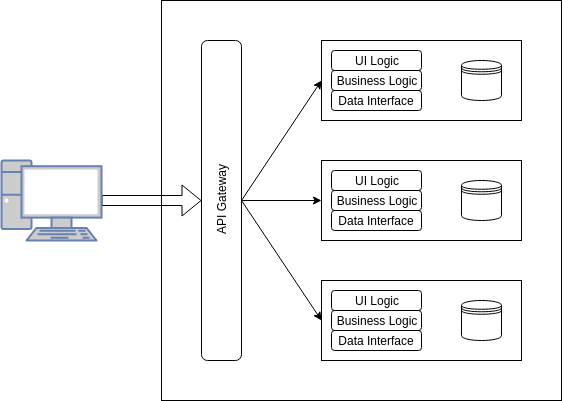 API Gateway
UI Logic
Business Logic
Data Interface
UI Logic
Business Logic
Data Interface
UI Logic
Business Logic
Data Interface